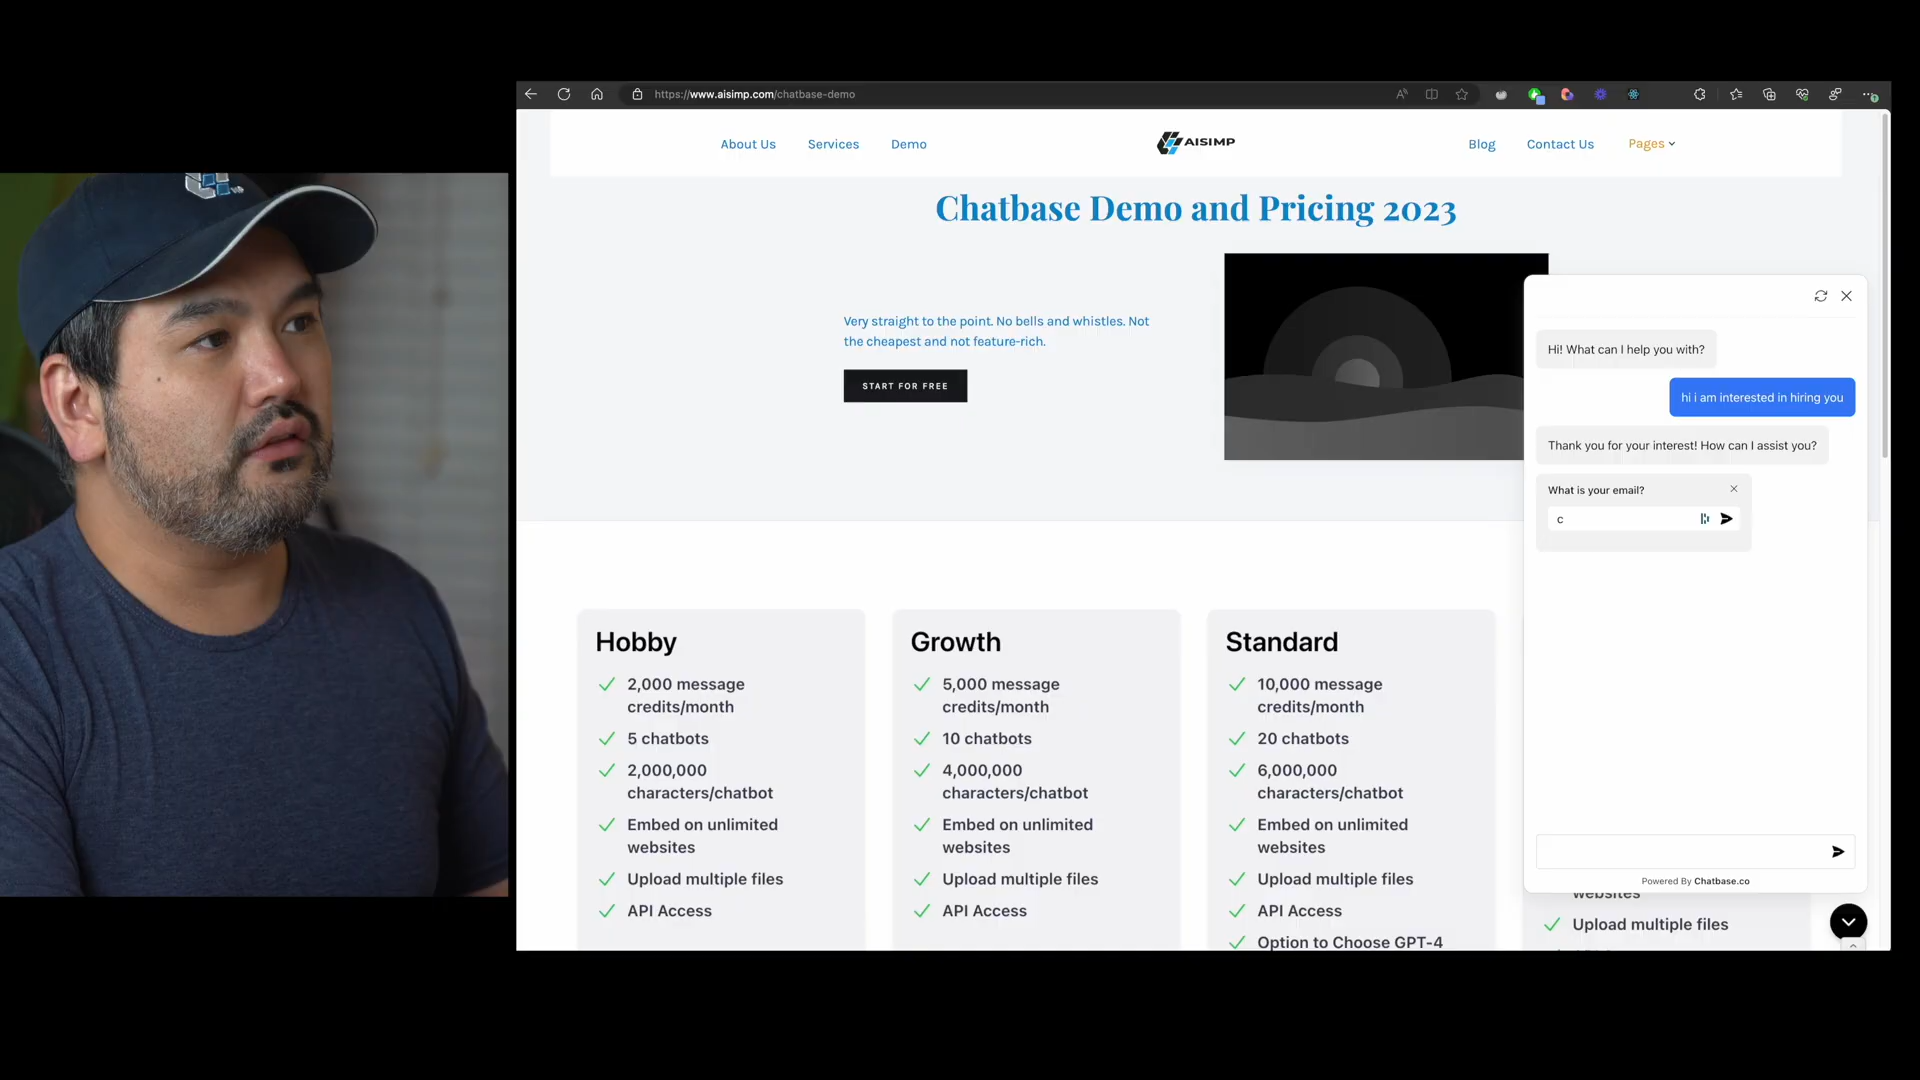 https://www.aisimp.com/chatbase-demo
About Us Services Demo AISIMP Blog Contact Us Pages
Chatbase Demo and Pricing 2023
Very straight to the point. No bells and whistles. Not
the cheapest and not feature-rich.
START FOR FREE
Hi! What can I help you with?
hi i am interested in hiring you
Thank you for your interest! How can I assist you?
What is your email?
c
Powered By Chatbase.co
Hobby
2,000 message
credits/month
5 chatbots
2,000,000
characters/chatbot
Embed on unlimited
websites
Upload multiple files
API Access
Growth
5,000 message
credits/month
10 chatbots
4,000,000
characters/chatbot
Embed on unlimited
websites
Upload multiple files
API Access
Standard
10,000 message
credits/month
20 chatbots
6,000,000
characters/chatbot
Embed on unlimited
websites
Upload multiple files
API Access
Option to Choose GPT-4
websites
Upload multiple files